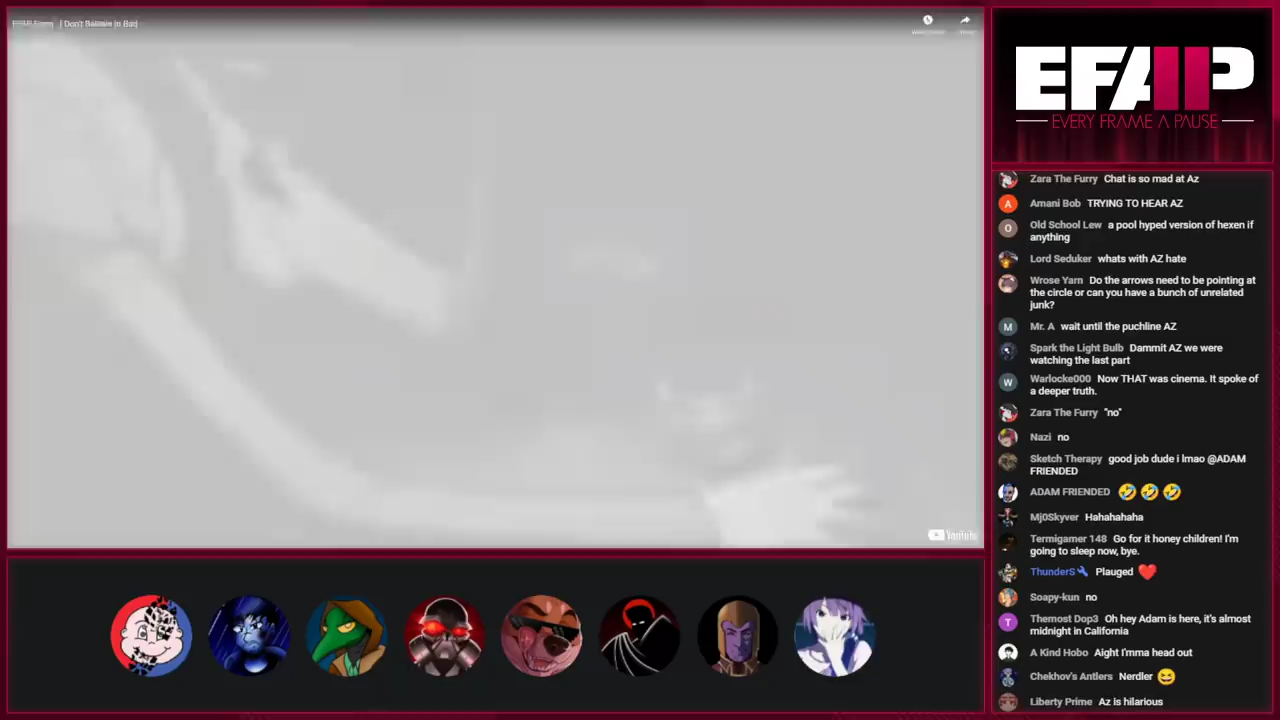 I Don't Believe in Bad
YouTube
EFAP
EVERY FRAME A PAUSE
Zara The Furry Chat is so mad at Az
Amani Bob TRYING TO HEAR AZ
Old School Lew a pool hyped version of hexen if
anything
Lord Seduker whats with AZ hate
Wrose Yarn Do the arrows need to be pointing at
the circle or can you have a bunch of unrelated
junk?
Mr. A wait until the puchline AZ
Spark the Light Bulb Dammit AZ we were
watching the last part
Warlocke000 Now THAT was cinema. It spoke of
a deeper truth.
Zara The Furry "no"
Nazi no
Sketch Therapy good job dude i lmao @ADAM
FRIENDED
ADAM FRIENDED 🤣 🤣 🤣
Mj0Skyver Hahahahaha
Termigamer 148 Go for it honey children! I'm
going to sleep now, bye.
ThunderS Plauged ❤️
Soapy-kun no
Themost Dop3 Oh hey Adam is here, it's almost
midnight in California
A Kind Hobo Aight I'mma head out
Chekhov's Antlers Nerdler 😆
Liberty Prime Az is hilarious